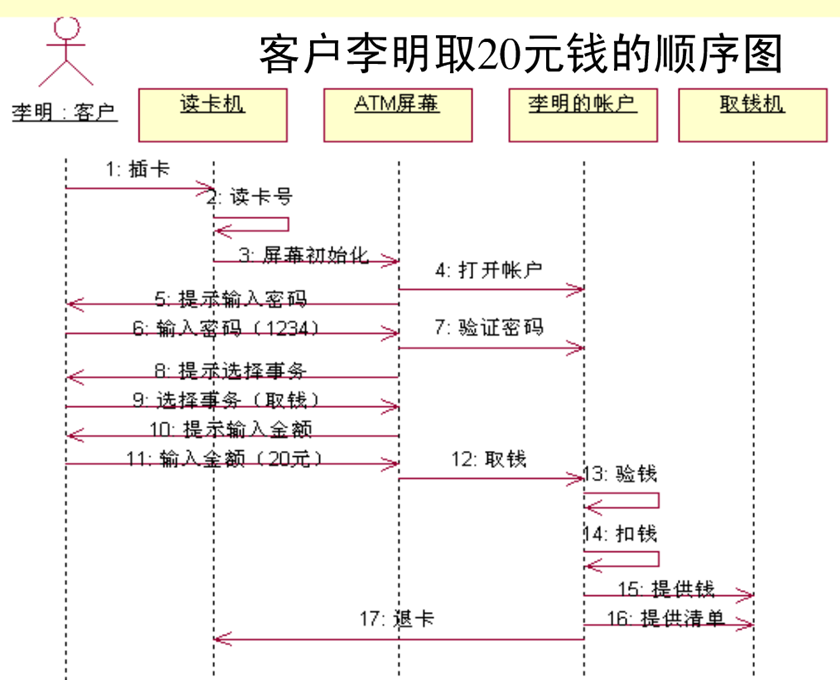 客户李明取20元钱的顺序图
李明 : 客户
读卡机
ATM屏幕
李明的帐户
取钱机
1: 插卡
2: 读卡号
3: 屏幕初始化
4: 打开帐户
5: 提示输入密码
6: 输入密码（1234）
7: 验证密码
8: 提示选择事务
9: 选择事务（取钱）
10: 提示输入金额
11: 输入金额（20元）
12: 取钱
13: 验钱
14: 扣钱
15: 提供钱
16: 提供清单
17: 退卡